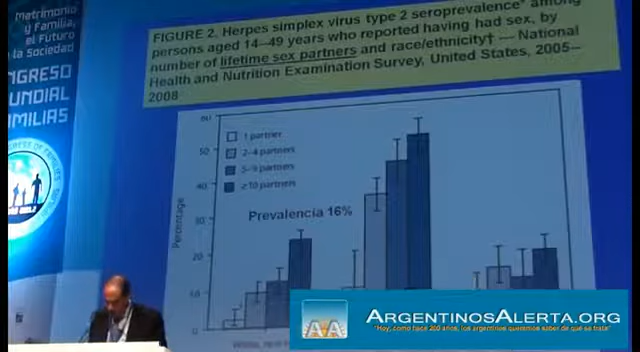 Matrimonio
y Familia,
el Futuro
la Sociedad
NGRESO
UNDIAL
AMILIAS
FIGURE 2. Herpes simplex virus type 2 seroprevalence* among
persons aged 14–49 years who reported having had sex, by
number of lifetime sex partners and race/ethnicity† — National
Health and Nutrition Examination Survey, United States, 2005–
2008
60
50
40
30
20
10
0
Percentage
1 partner
2–4 partners
5–9 partners
≥10 partners
Prevalencia 16%
AA
ARGENTINOSALERTA.ORG
"Hoy, como hace 200 años, los argentinos queremos saber de qué se trata"